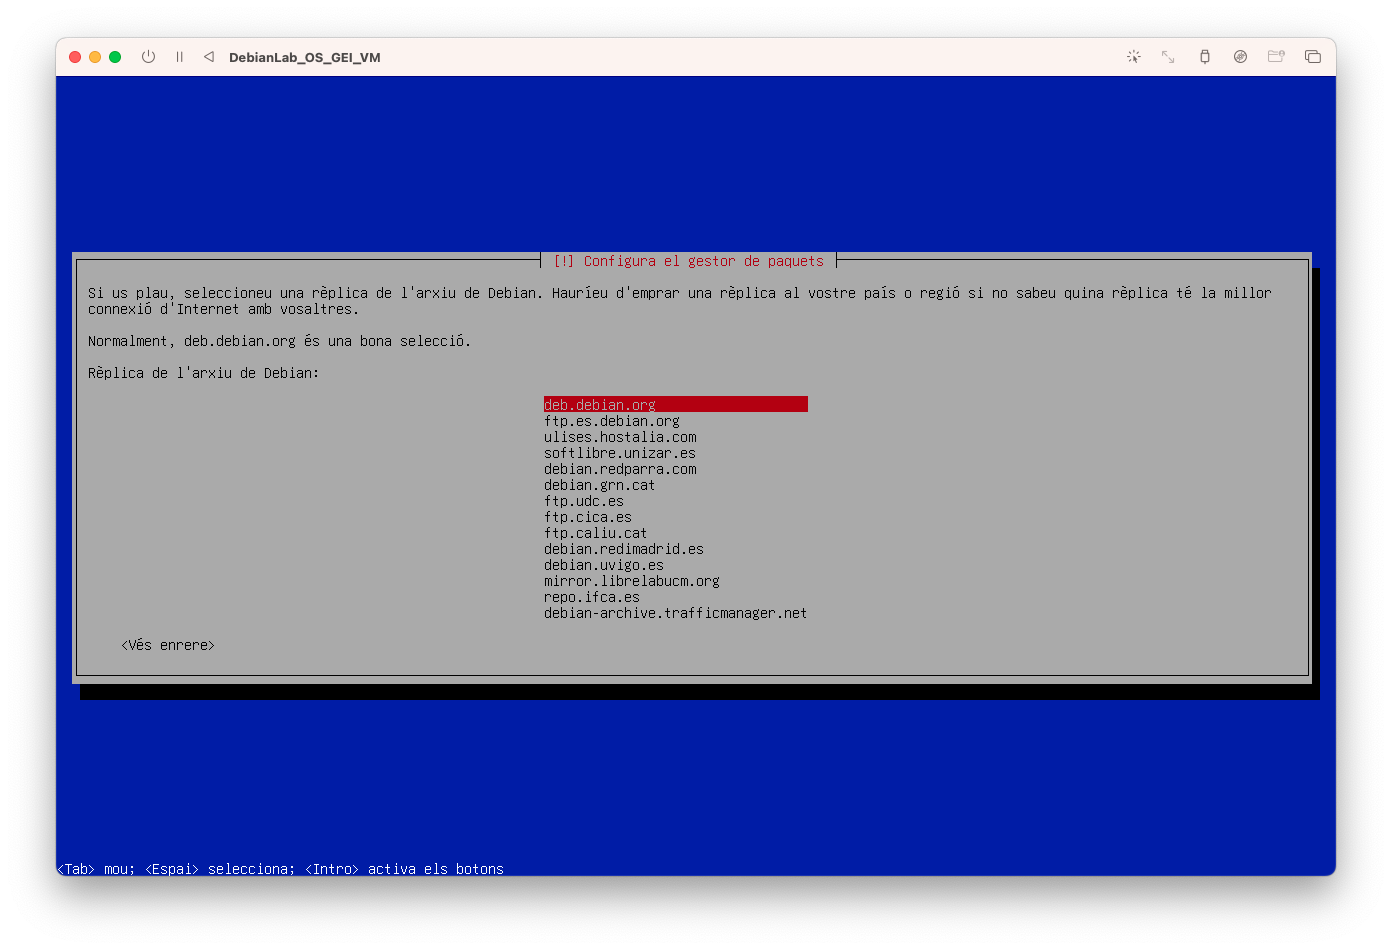 DebianLab_OS_GEI_VM
[!] Configura el gestor de paquets
Si us plau, seleccioneu una rèplica de l'arxiu de Debian. Hauríeu d'emprar una rèplica al vostre país o regió si no sabeu quina rèplica té la millor
connexió d'Internet amb vosaltres.
Normalment, deb.debian.org és una bona selecció.
Rèplica de l'arxiu de Debian:
deb.debian.org
ftp.es.debian.org
ulises.hostalia.com
softlibre.unizar.es
debian.redparra.com
debian.grn.cat
ftp.udc.es
ftp.cica.es
ftp.caliu.cat
debian.redimadrid.es
debian.uvigo.es
mirror.librelabucm.org
repo.ifca.es
debian-archive.trafficmanager.net
<Vés enrere>
<Tab> mou; <Espai> selecciona; <Intro> activa els botons